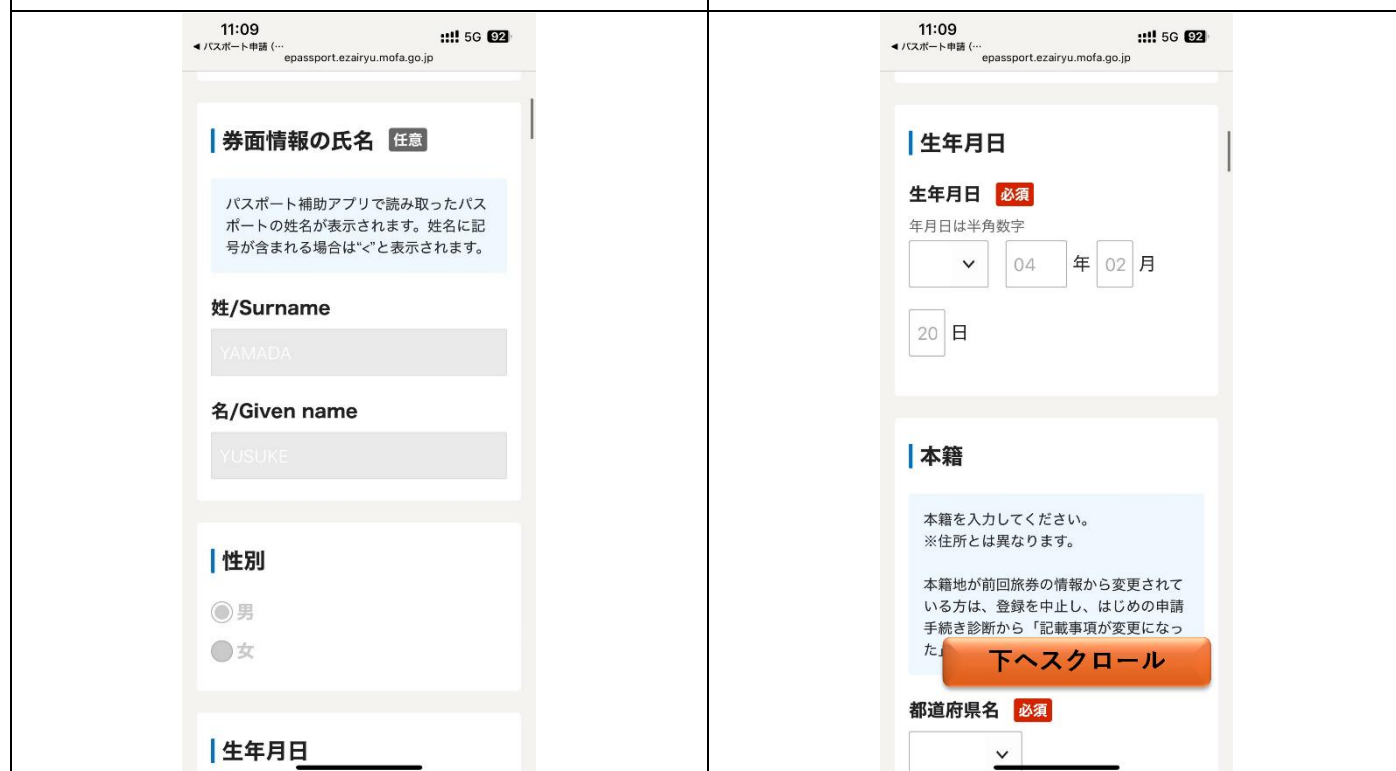 11:09
5G 92
◀ パスポート申請 (…
epassport.ezairyu.mofa.go.jp
券面情報の氏名 任意
パスポート補助アプリで読み取ったパス
ポートの姓名が表示されます。姓名に記
号が含まれる場合は“<”と表示されます。
姓/Surname
YAMADA
名/Given name
YUSUKE
性別
男
女
生年月日
11:09
5G 92
◀ パスポート申請 (…
epassport.ezairyu.mofa.go.jp
生年月日
生年月日 必須
年月日は半角数字
04 年 02 月
20 日
本籍
本籍を入力してください。
※住所とは異なります。
本籍地が前回旅券の情報から変更されて
いる方は、登録を中止し、はじめの申請
手続き診断から「記載事項が変更になっ
た」
下へスクロール
都道府県名 必須